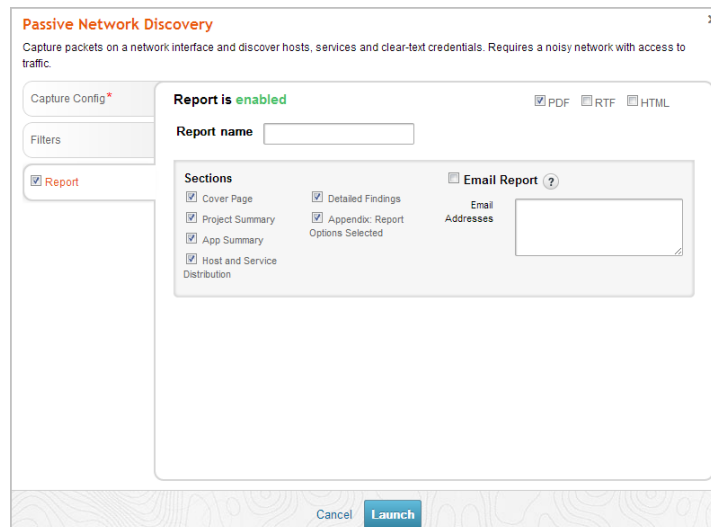 Passive Network Discovery
Capture packets on a network interface and discover hosts, services and clear-text credentials. Requires a noisy network with access to
traffic.
Capture Config*
Filters
Report
Report is enabled
PDF RTF HTML
Report name
Sections
Cover Page
Project Summary
App Summary
Host and Service
Distribution
Detailed Findings
Appendix: Report
Options Selected
Email Report ?
Email
Addresses
Cancel Launch